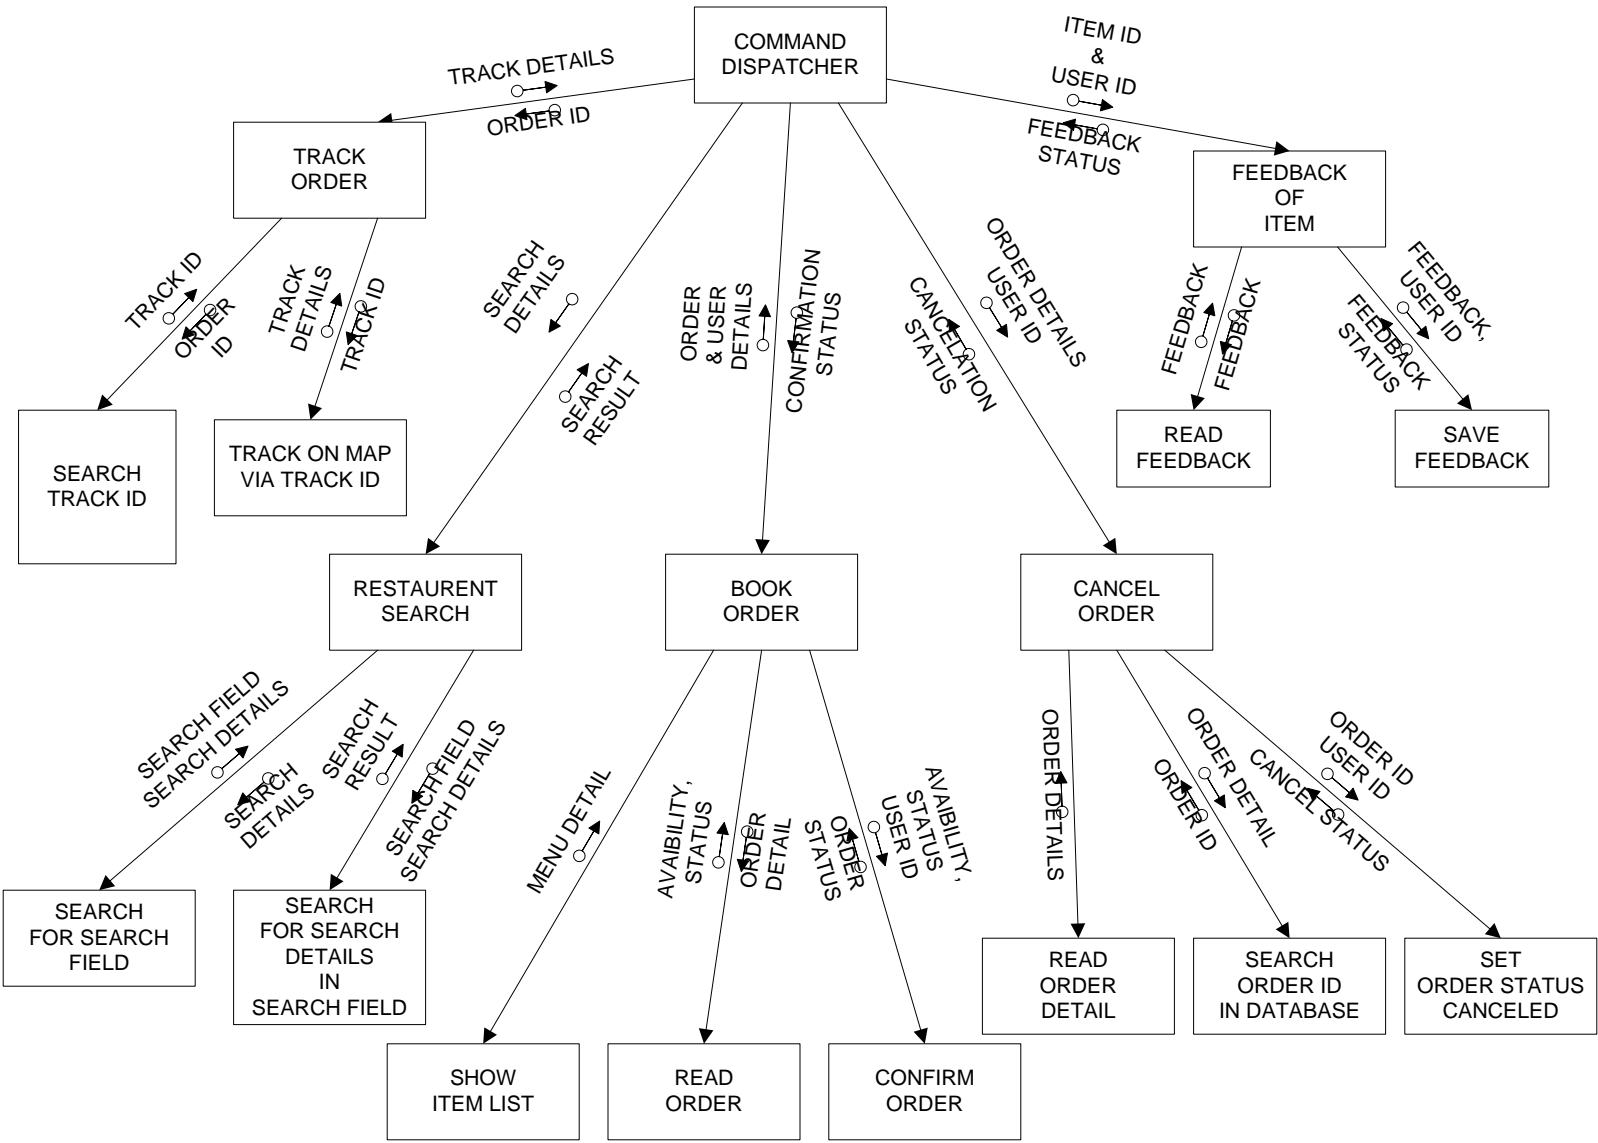 COMMAND
DISPATCHER
TRACK DETAILS
ORDER ID
ITEM ID
&
USER ID
FEEDBACK
STATUS
TRACK
ORDER
FEEDBACK
OF
ITEM
TRACK ID
ORDER
ID
TRACK
DETAILS
TRACK ID
SEARCH
DETAILS
SEARCH
RESULT
ORDER
& USER
DETAILS
CONFIRMATION
STATUS
CANCELATION
STATUS
ORDER DETAILS
USER ID
FEEDBACK
FEEDBACK
FEEDBACK,
USER ID
FEEDBACK
STATUS
SEARCH
TRACK ID
TRACK ON MAP
VIA TRACK ID
READ
FEEDBACK
SAVE
FEEDBACK
RESTAURENT
SEARCH
BOOK
ORDER
CANCEL
ORDER
SEARCH FIELD
SEARCH DETAILS
SEARCH
DETAILS
SEARCH
RESULT
SEARCH FIELD
SEARCH DETAILS
MENU DETAIL
AVAIBILITY,
STATUS
ORDER
DETAIL
ORDER
STATUS
AVAIBILITY,
STATUS
USER ID
ORDER DETAILS
ORDER DETAIL
ORDER ID
ORDER ID
USER ID
CANCEL STATUS
SEARCH
FOR SEARCH
FIELD
SEARCH
FOR SEARCH
DETAILS
IN
SEARCH FIELD
READ
ORDER
DETAIL
SEARCH
ORDER ID
IN DATABASE
SET
ORDER STATUS
CANCELED
SHOW
ITEM LIST
READ
ORDER
CONFIRM
ORDER